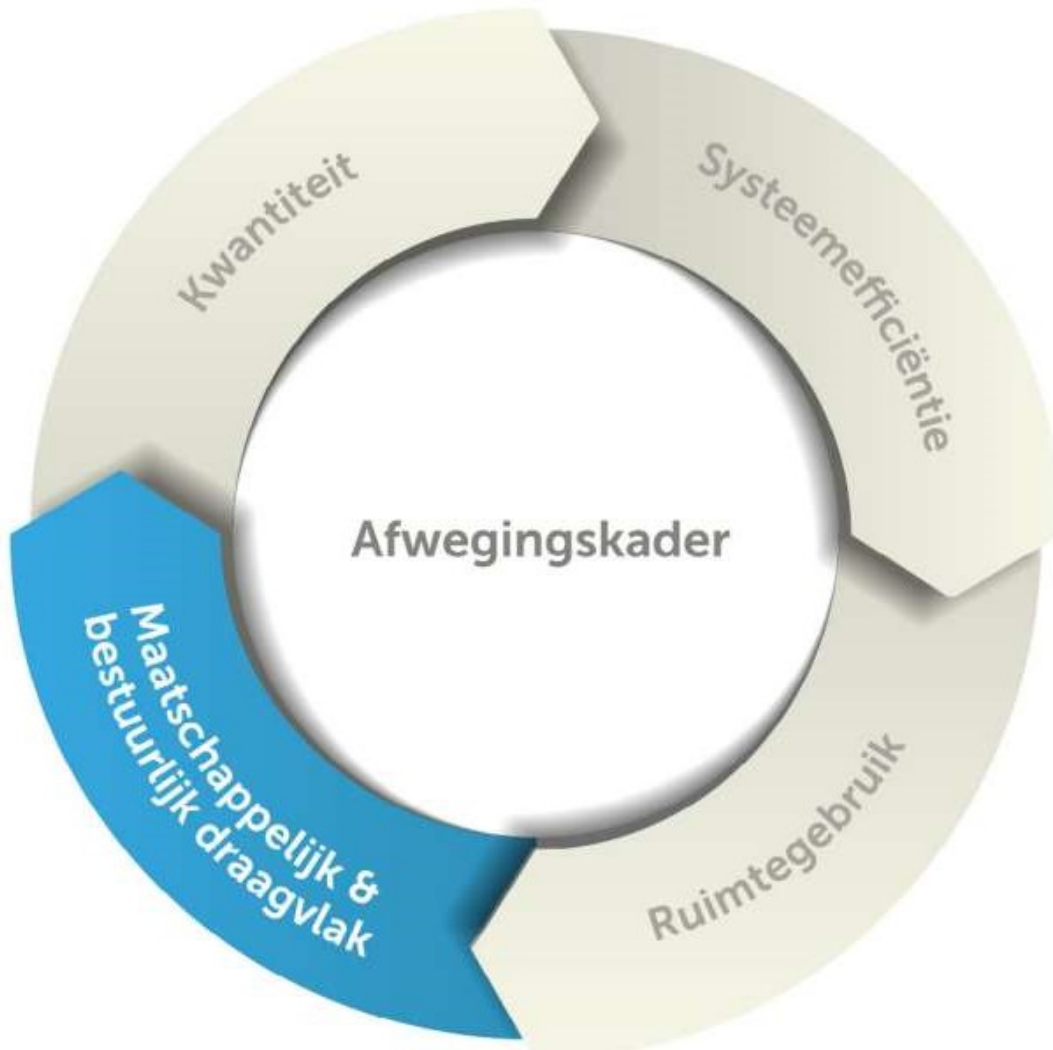 Kwantiteit
Systeemefficiëntie
Afwegingskader
Maatschappelijk &
bestuurlijk draagvlak
Ruimtegebruik